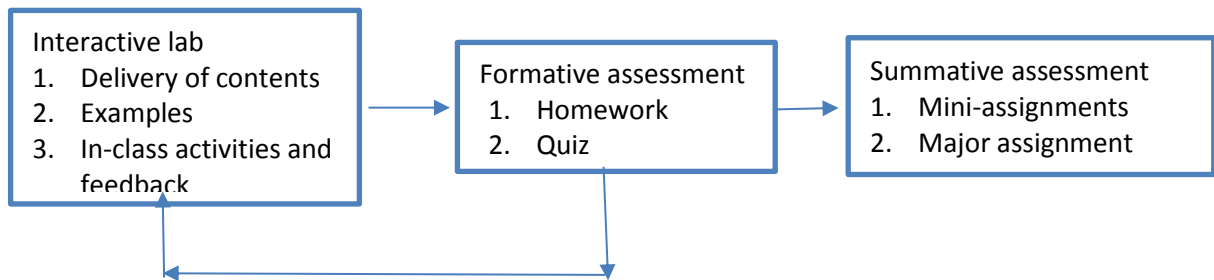 Interactive lab
1. Delivery of contents
2. Examples
3. In-class activities and
feedback
Formative assessment
1. Homework
2. Quiz
Summative assessment
1. Mini-assignments
2. Major assignment